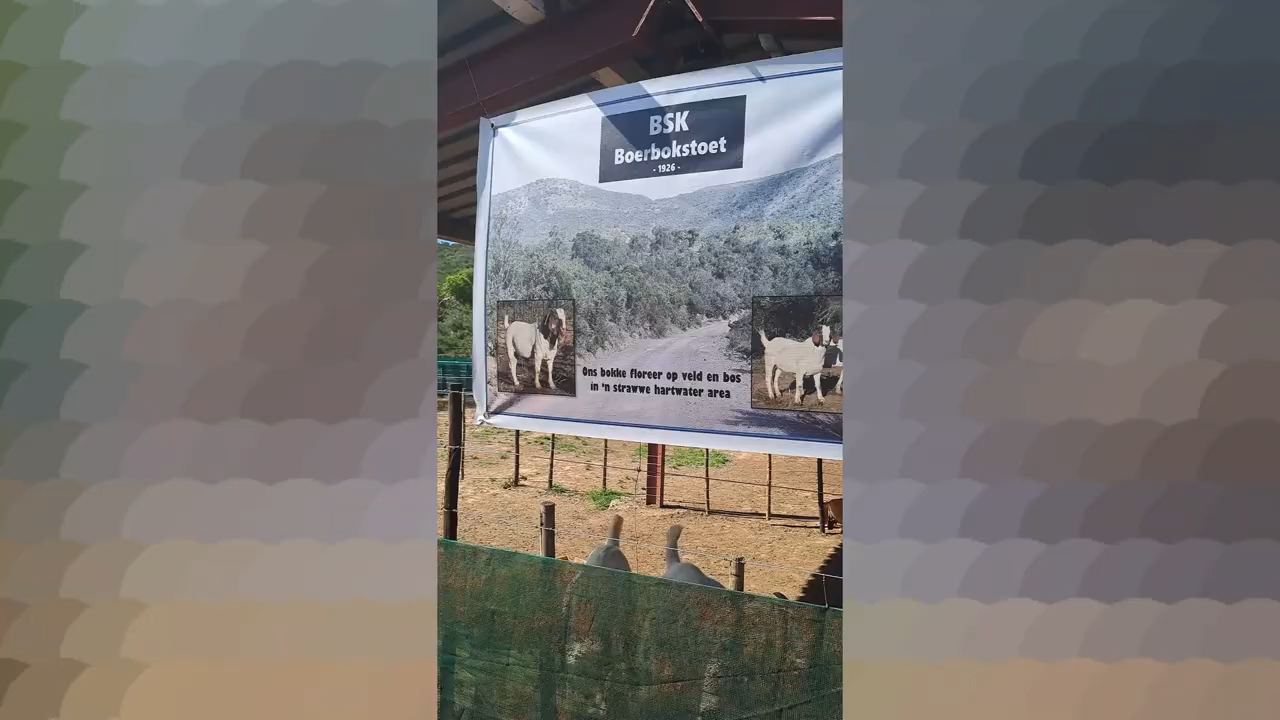 BSK
Boerbokstoet
- 1926 -
Ons bokke floreer op veld en bos
in 'n strawwe hartwater area